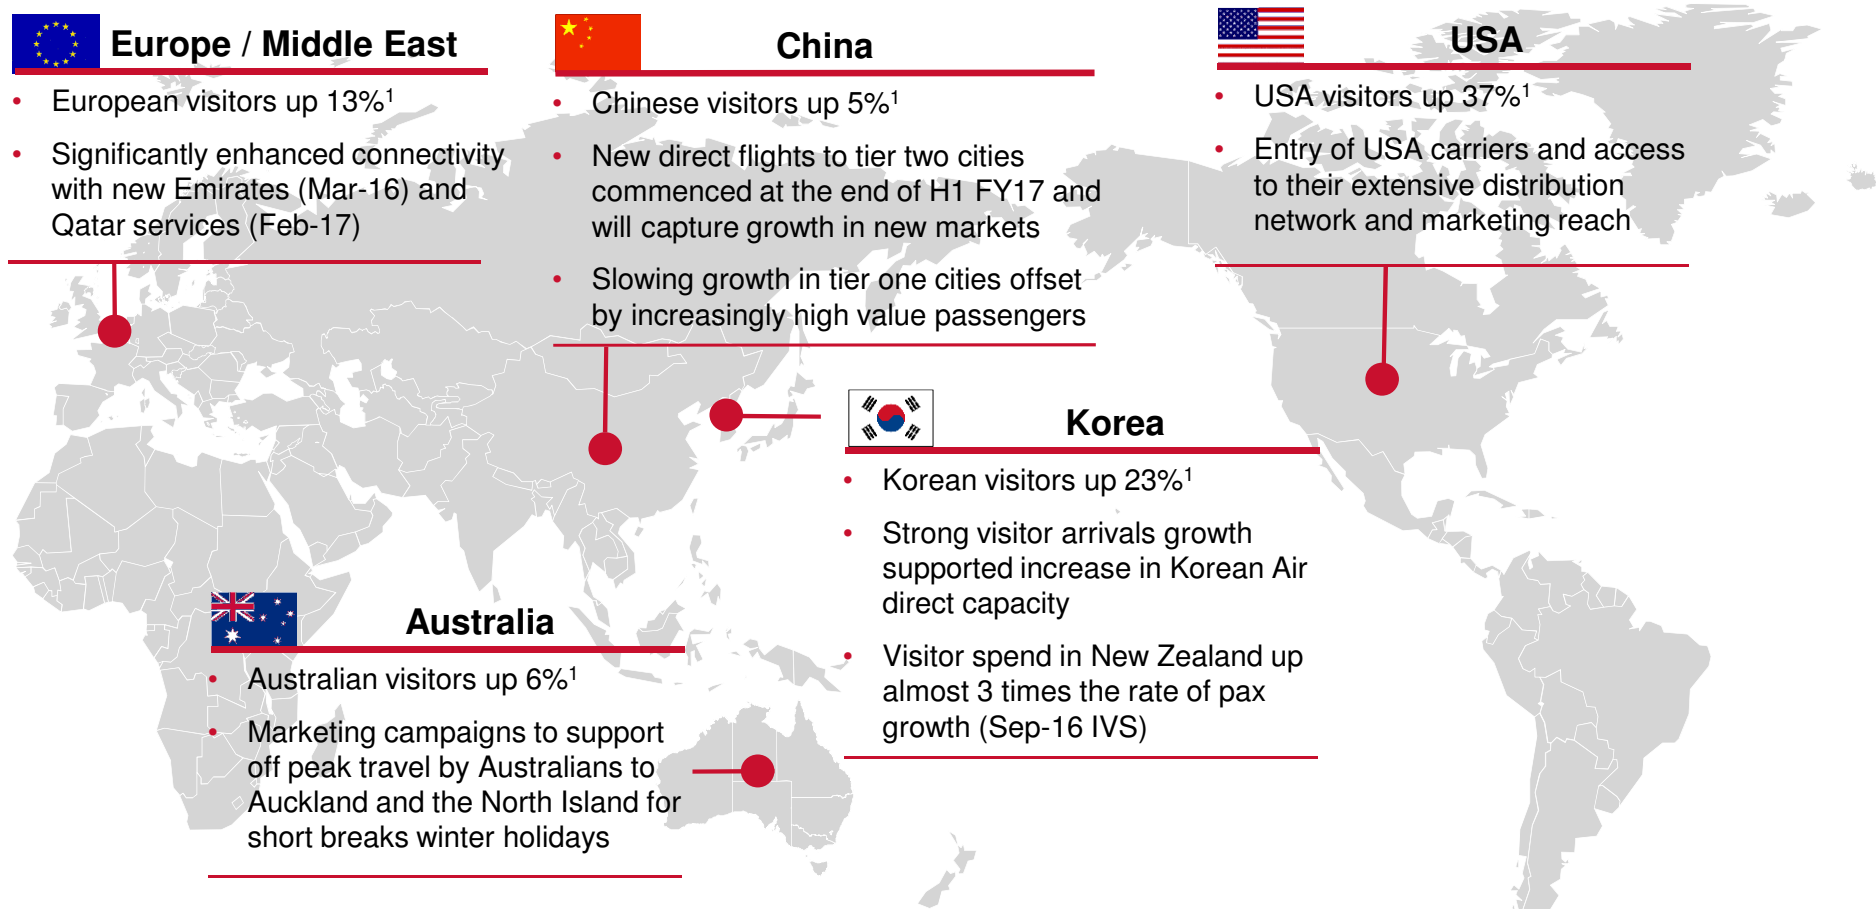 Europe / Middle East
• European visitors up 13%¹
• Significantly enhanced connectivity
with new Emirates (Mar-16) and
Qatar services (Feb-17)
China
• Chinese visitors up 5%¹
• New direct flights to tier two cities
commenced at the end of H1 FY17 and
will capture growth in new markets
• Slowing growth in tier one cities offset
by increasingly high value passengers
USA
• USA visitors up 37%¹
• Entry of USA carriers and access
to their extensive distribution
network and marketing reach
Korea
• Korean visitors up 23%¹
• Strong visitor arrivals growth
supported increase in Korean Air
direct capacity
• Visitor spend in New Zealand up
almost 3 times the rate of pax
growth (Sep-16 IVS)
Australia
• Australian visitors up 6%¹
• Marketing campaigns to support
off peak travel by Australians to
Auckland and the North Island for
short breaks winter holidays